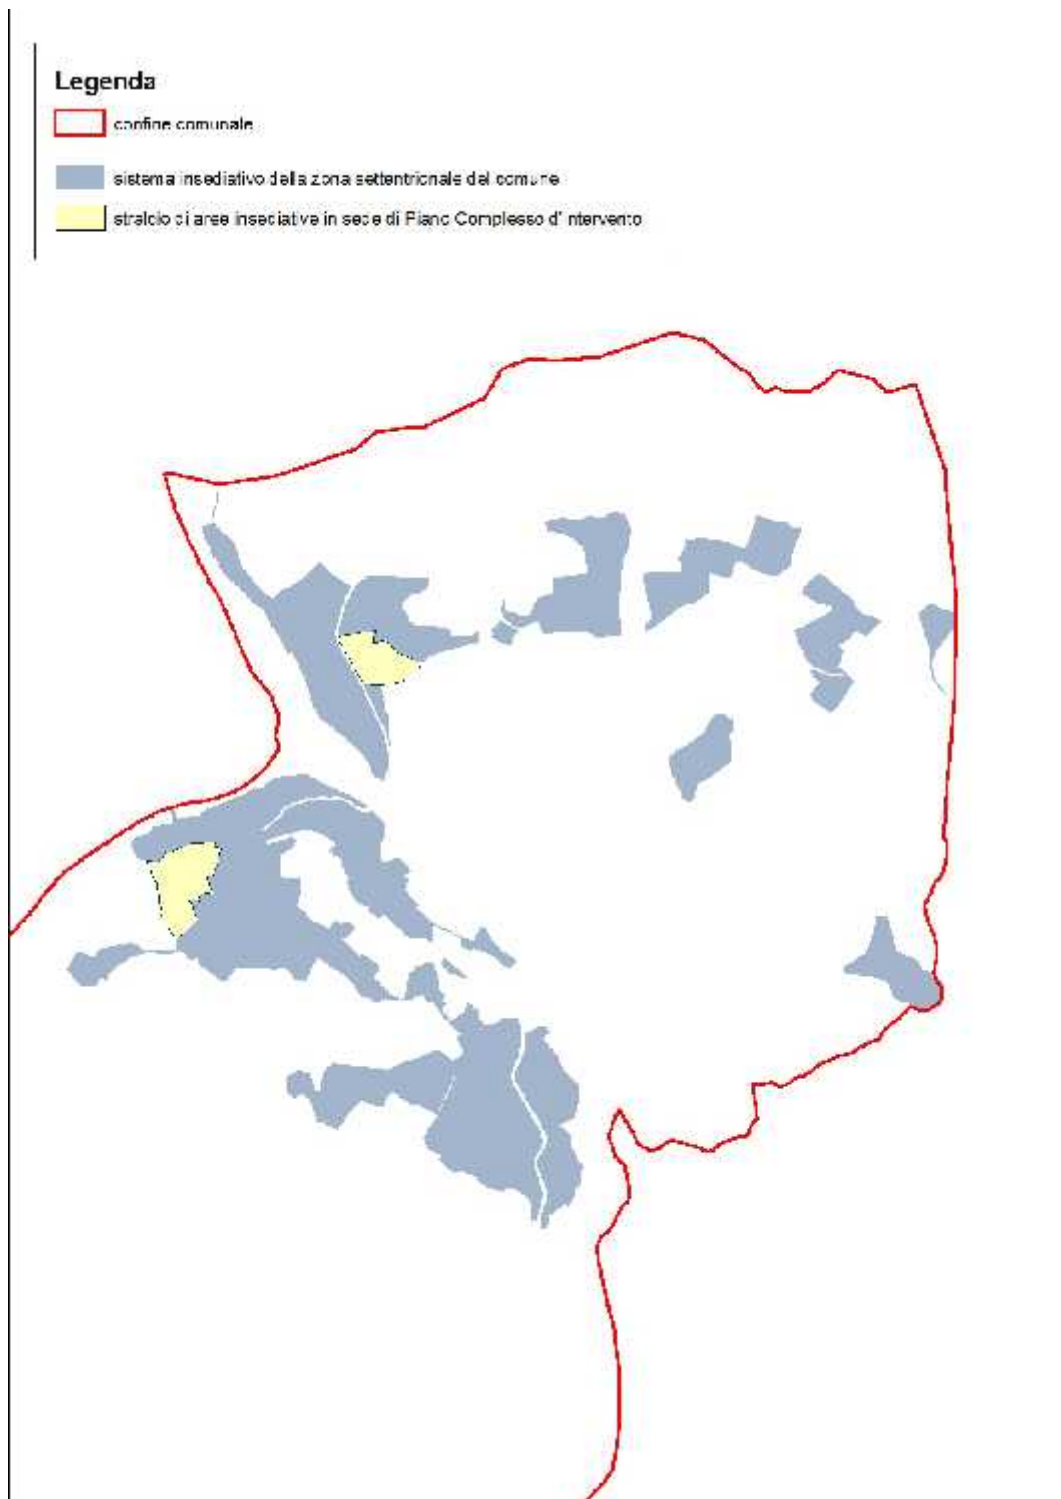 Legenda
confine comunale
sistema insediativo della zona settentrionale del comune
stralcio di aree insediative in sede di Piano Complesso d'Intervento